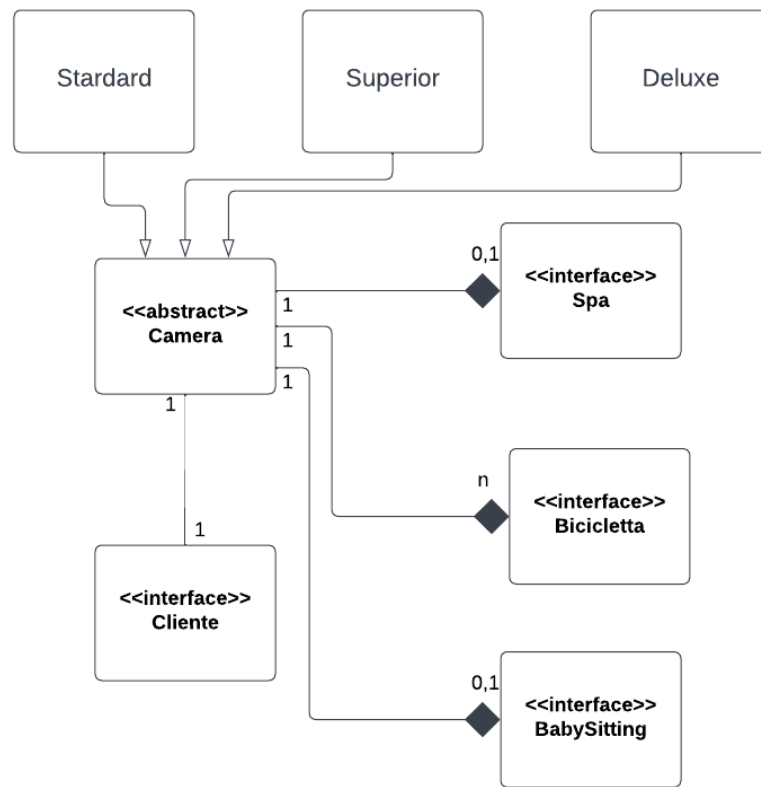 Stardard
Superior
Deluxe
<<abstract>>
Camera
1
1
1
1
0,1
<<interface>>
Spa
n
<<interface>>
Bicicletta
1
<<interface>>
Cliente
0,1
<<interface>>
BabySitting